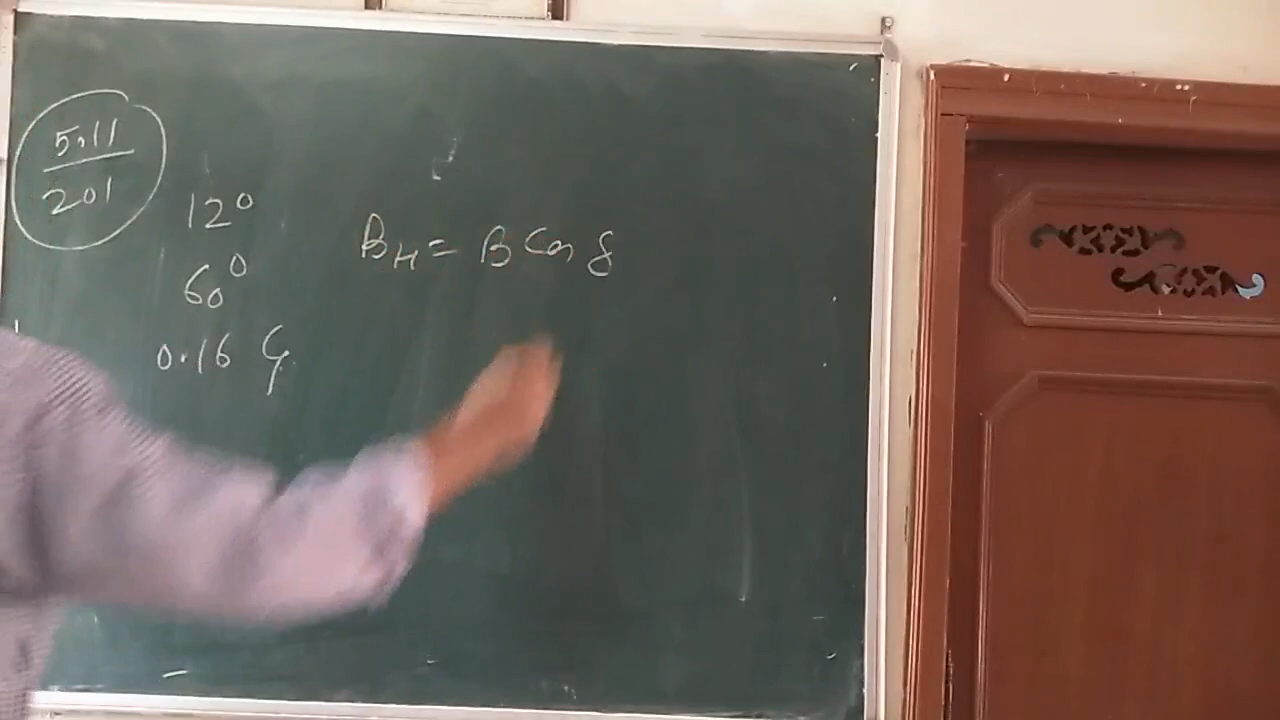 5.11
201
12°
60°
0.16 G
B_H = B Cos δ